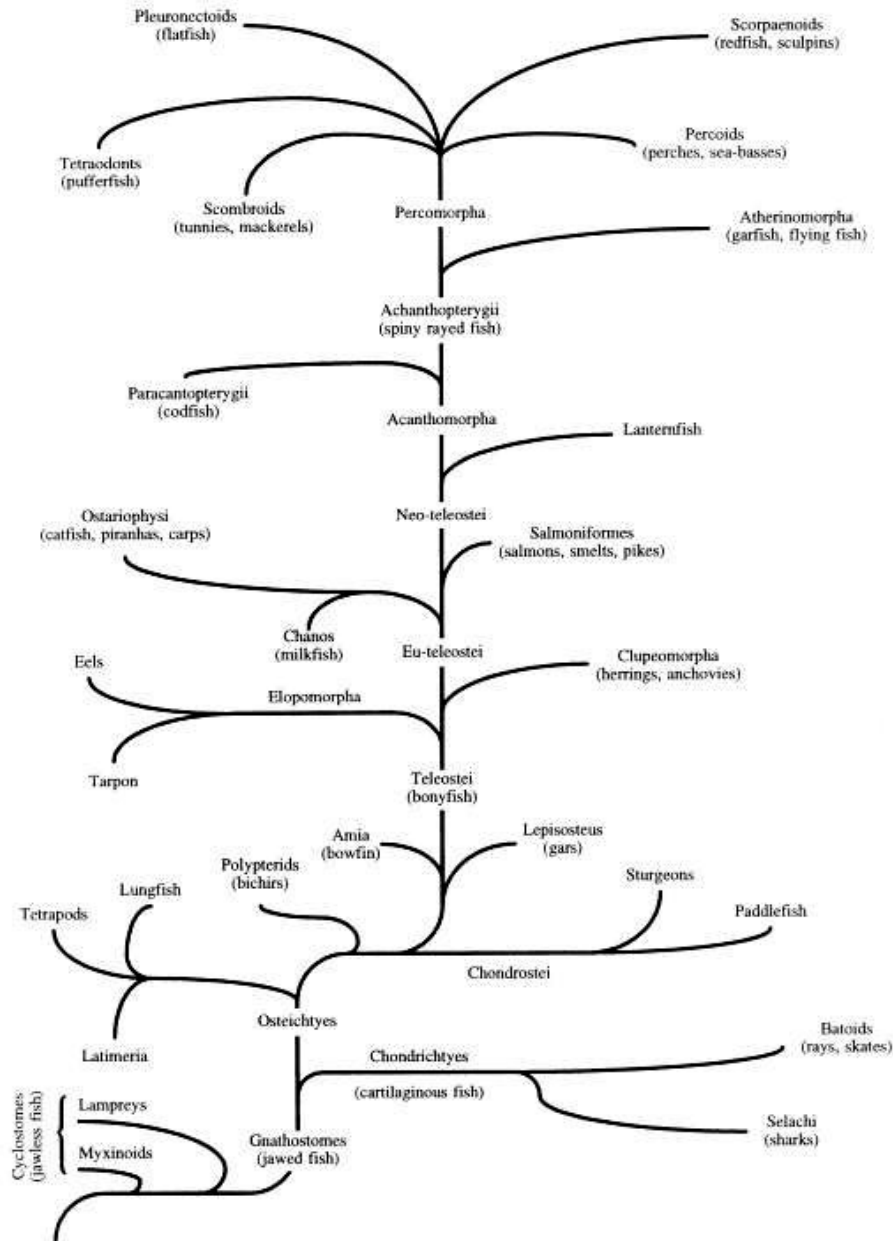 Pleuronectoids
(flatfish)
Scorpaenoids
(redfish, sculpins)
Tetraodonts
(pufferfish)
Percoids
(perches, sea-basses)
Scombroids
(tunnies, mackerels)
Percomorpha
Atherinomorpha
(garfish, flying fish)
Achanthopterygii
(spiny rayed fish)
Paracantopterygii
(codfish)
Acanthomorpha
Lanternfish
Ostariophysi
(catfish, piranhas, carps)
Neo-teleostei
Salmoniformes
(salmons, smelts, pikes)
Chanos
(milkfish)
Eu-teleostei
Clupeomorpha
(herrings, anchovies)
Eels
Elopomorpha
Tarpon
Teleostei
(bonyfish)
Amia
(bowfin)
Lepisosteus
(gars)
Polypterids
(bichirs)
Sturgeons
Lungfish
Tetrapods
Paddlefish
Chondrostei
Osteichtyes
Latimeria
Batoids
(rays, skates)
Chondrichtyes
(cartilaginous fish)
Cyclostomes
(jawless fish)
Lampreys
Myxinoids
Gnathostomes
(jawed fish)
Selachi
(sharks)